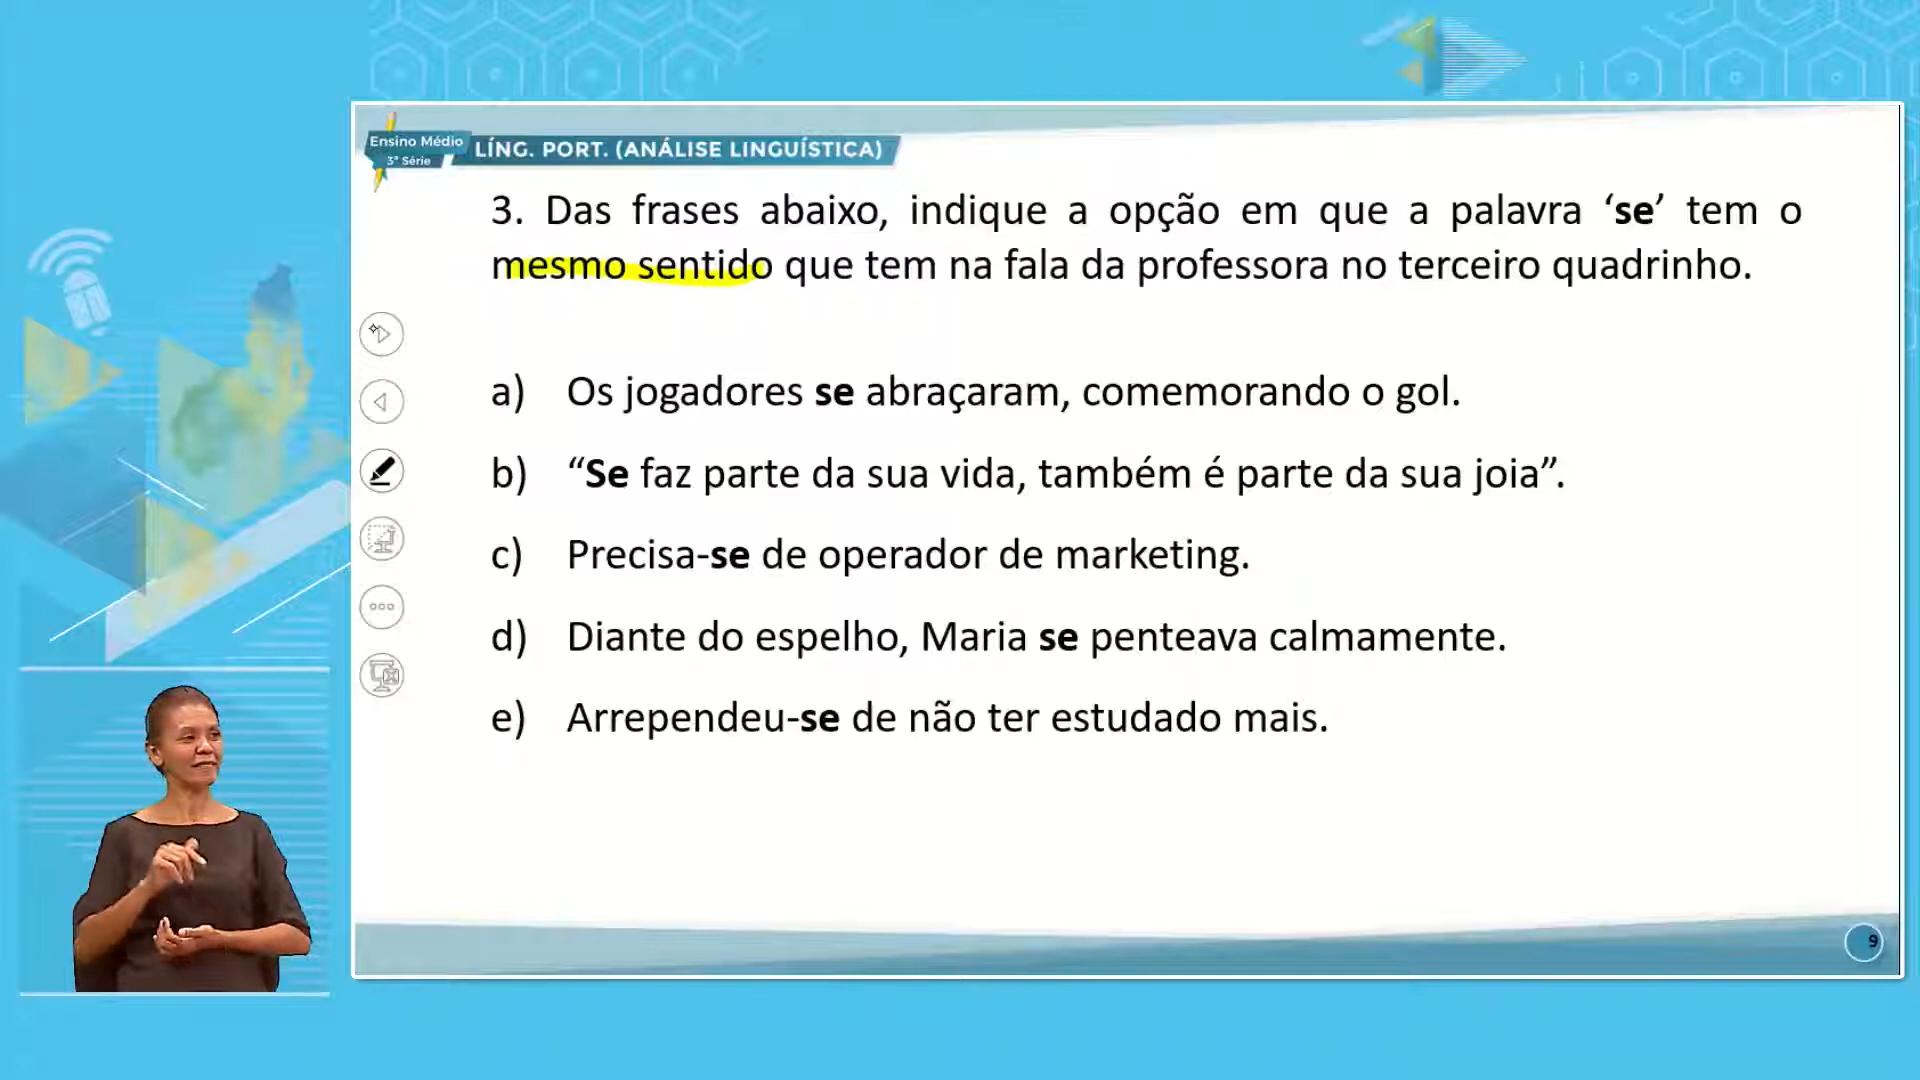 Ensino Médio
3ª Série
LÍNG. PORT. (ANÁLISE LINGUÍSTICA)
3. Das frases abaixo, indique a opção em que a palavra ‘se’ tem o
mesmo sentido que tem na fala da professora no terceiro quadrinho.
a) Os jogadores se abraçaram, comemorando o gol.
b) “Se faz parte da sua vida, também é parte da sua joia”.
c) Precisa-se de operador de marketing.
d) Diante do espelho, Maria se penteava calmamente.
e) Arrependeu-se de não ter estudado mais.
9